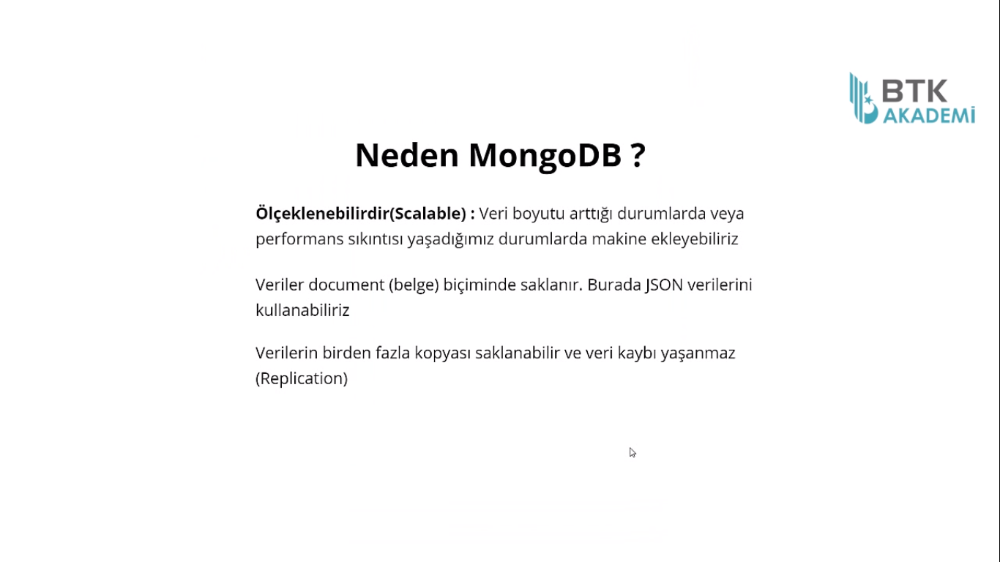 BTK
AKADEMİ
Neden MongoDB ?
Ölçeklenebilirdir(Scalable) : Veri boyutu arttığı durumlarda veya
performans sıkıntısı yaşadığımız durumlarda makine ekleyebiliriz
Veriler document (belge) biçiminde saklanır. Burada JSON verilerini
kullanabiliriz
Verilerin birden fazla kopyası saklanabilir ve veri kaybı yaşanmaz
(Replication)